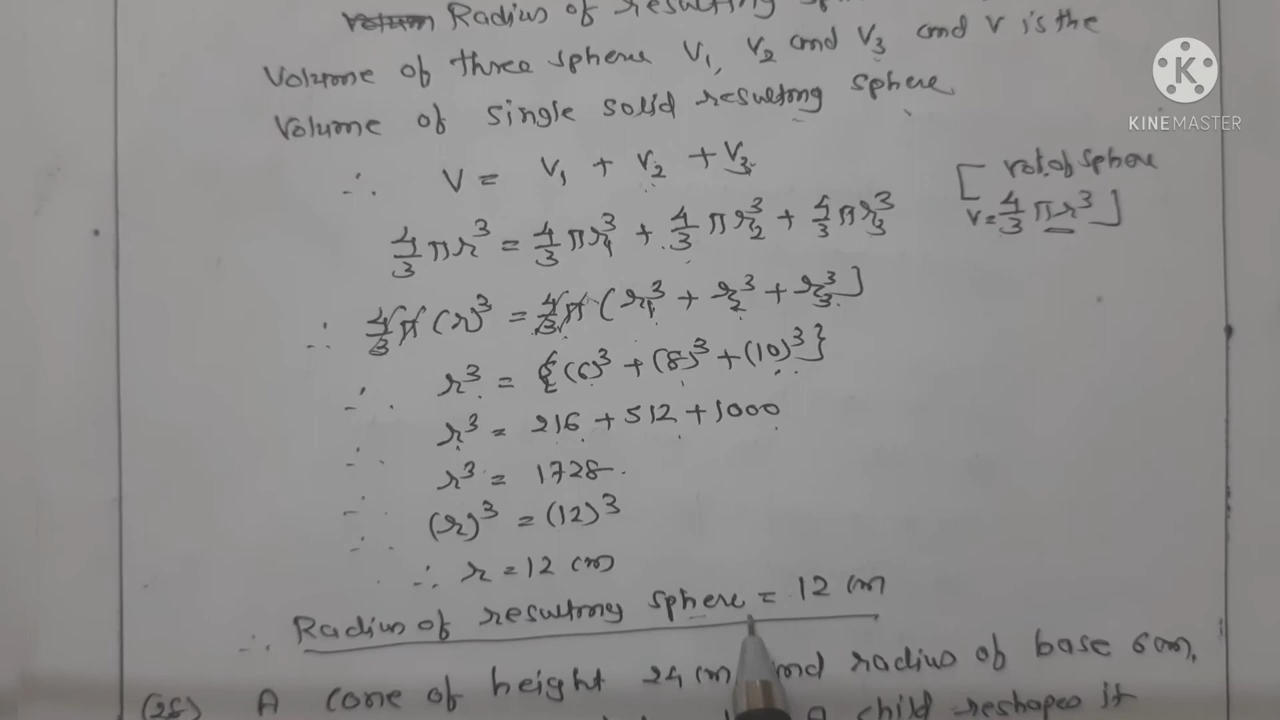 Radius of resulting
Volume of three sphere V₁, V₂ and V₃ and V is the
Volume of single solid resulting sphere.
∴ V = V₁ + V₂ + V₃
[ vol. of sphere
V = 4/3 πr³ ]
4/3 πr³ = 4/3 πr₁³ + 4/3 πr₂³ + 4/3 πr₃³
∴ 4/3 π (r)³ = 4/3 π (r₁³ + r₂³ + r₃³]
∴ r³ = {(6)³ + (8)³ + (10)³}
∴ r³ = 216 + 512 + 1000
∴ r³ = 1728.
∴ (r)³ = (12)³
∴ r = 12 cm
∴ Radius of resulting sphere = 12 cm
(28) A cone of height 24 cm and radius of base 6 cm,
A child reshapes it
K
KINEMASTER